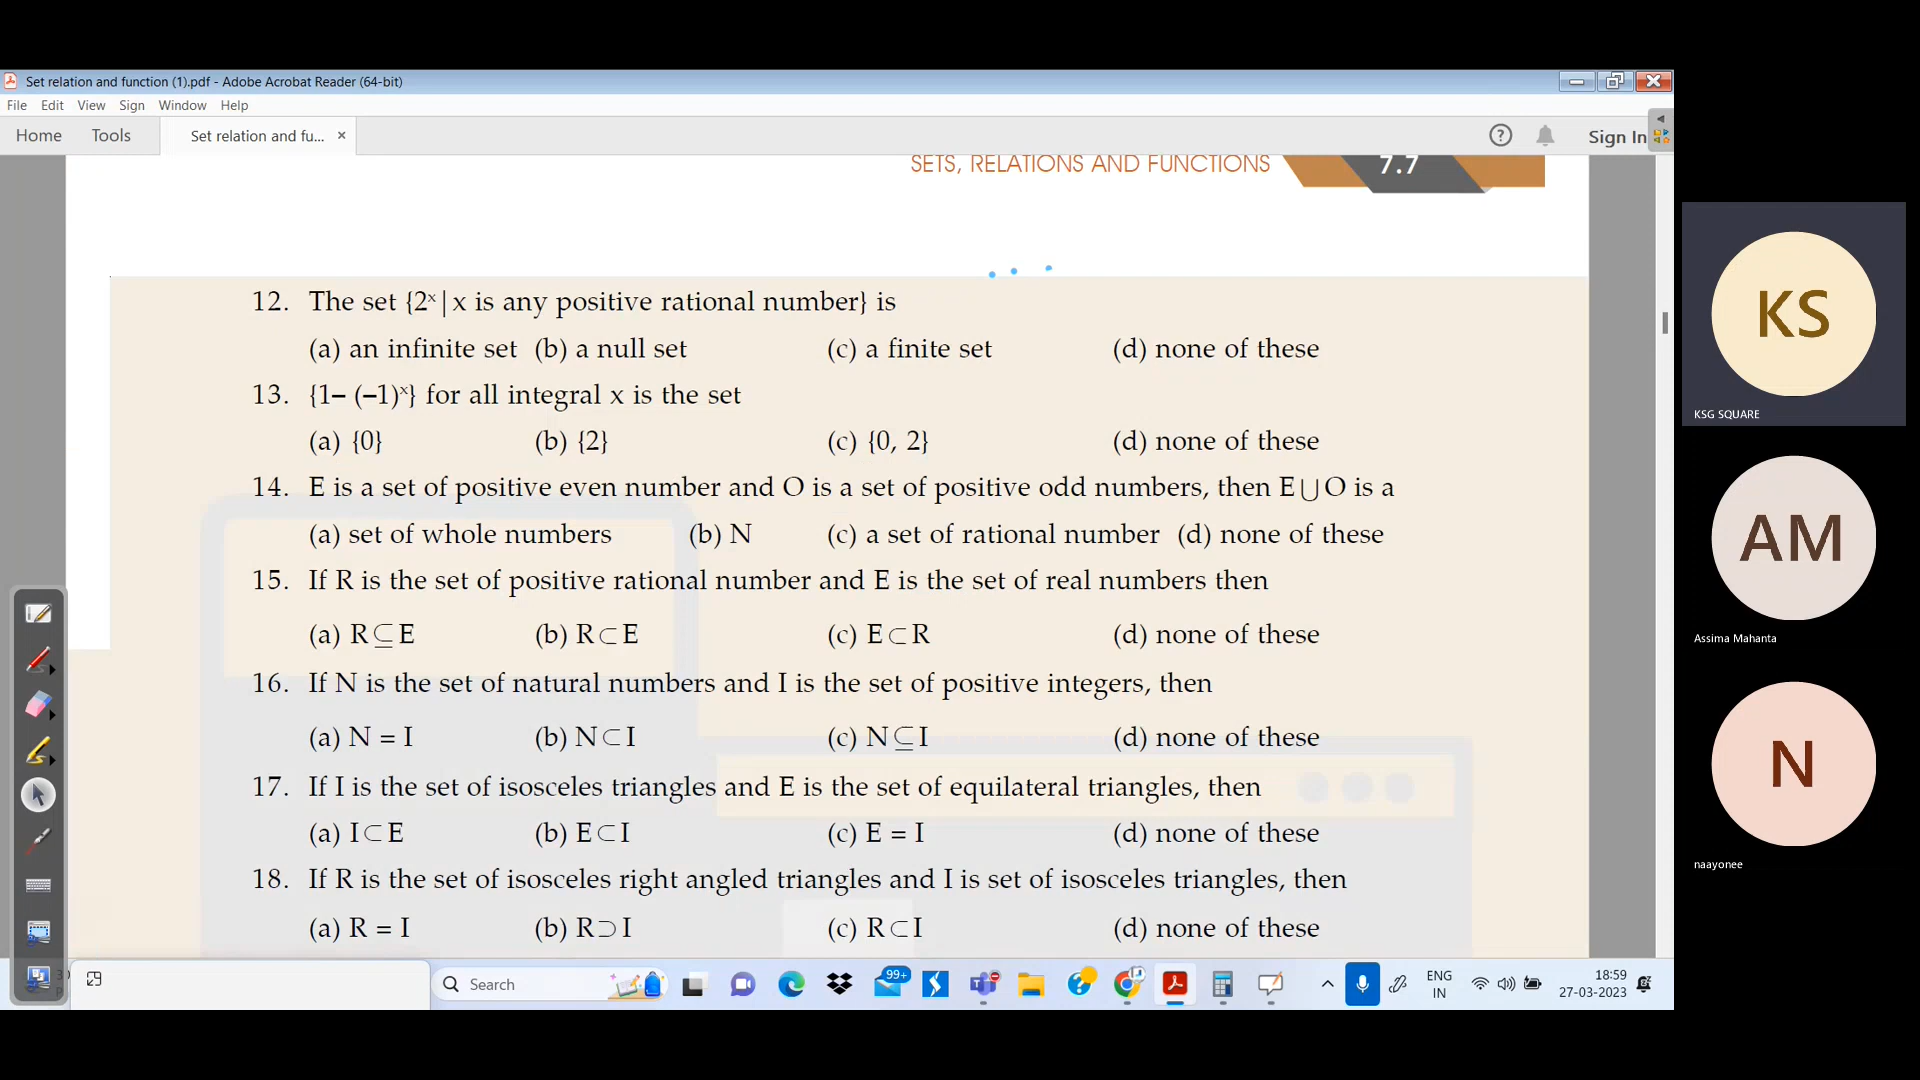 Set relation and function (1).pdf - Adobe Acrobat Reader (64-bit)
File Edit View Sign Window Help
Home Tools Set relation and fu... × Sign In
SETS, RELATIONS AND FUNCTIONS 7.7
12. The set {2ˣ|x is any positive rational number} is
(a) an infinite set (b) a null set (c) a finite set (d) none of these
13. {1– (–1)ˣ} for all integral x is the set
(a) {0} (b) {2} (c) {0, 2} (d) none of these
14. E is a set of positive even number and O is a set of positive odd numbers, then E⋃O is a
(a) set of whole numbers (b) N (c) a set of rational number (d) none of these
15. If R is the set of positive rational number and E is the set of real numbers then
(a) R⊆E (b) R⊂E (c) E⊂R (d) none of these
16. If N is the set of natural numbers and I is the set of positive integers, then
(a) N = I (b) N⊂I (c) N⊆I (d) none of these
17. If I is the set of isosceles triangles and E is the set of equilateral triangles, then
(a) I⊂E (b) E⊂I (c) E = I (d) none of these
18. If R is the set of isosceles right angled triangles and I is set of isosceles triangles, then
(a) R = I (b) R⊃I (c) R⊂I (d) none of these
Search 99+ ENG IN 18:59 27-03-2023
KS
KSG SQUARE
AM
Assima Mahanta
N
naayonee